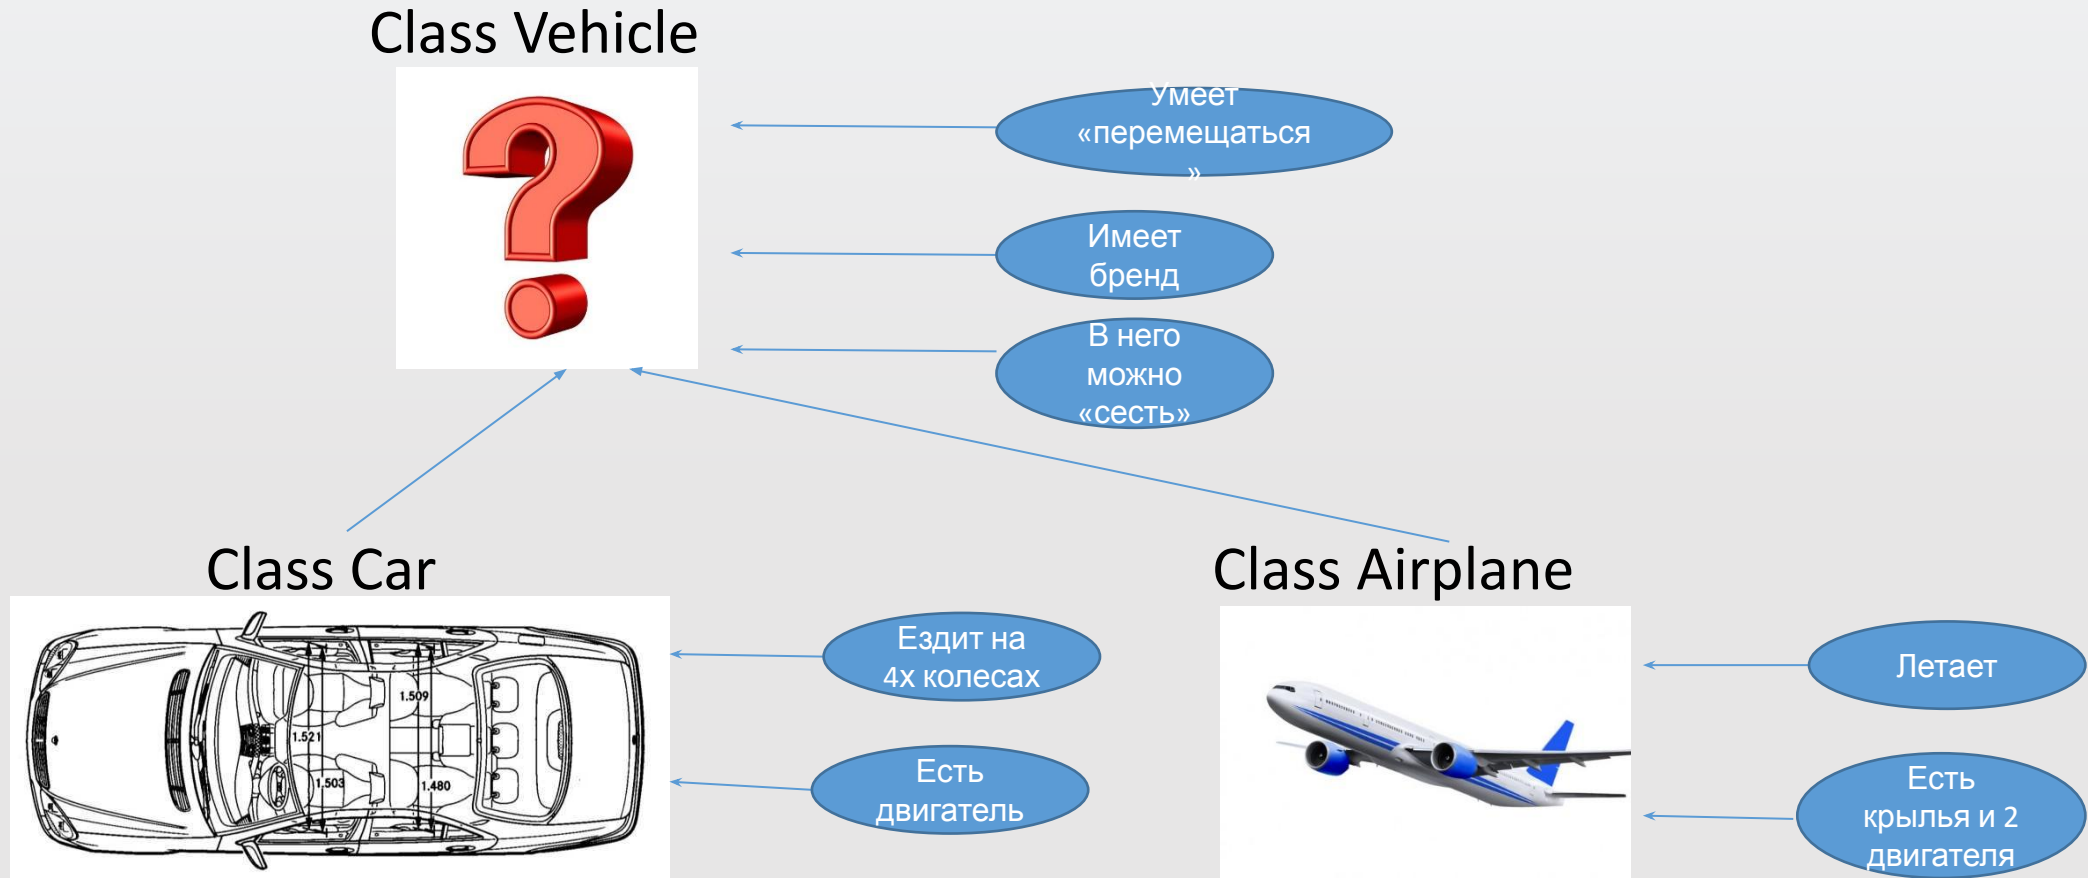 Class Vehicle
Умеет
«перемещаться
»
Имеет
бренд
В него
можно
«сесть»
Class Car
Class Airplane
Ездит на
4х колесах
Есть
двигатель
1.509
1.521
1.503
1.480
Летает
Есть
крылья и 2
двигателя